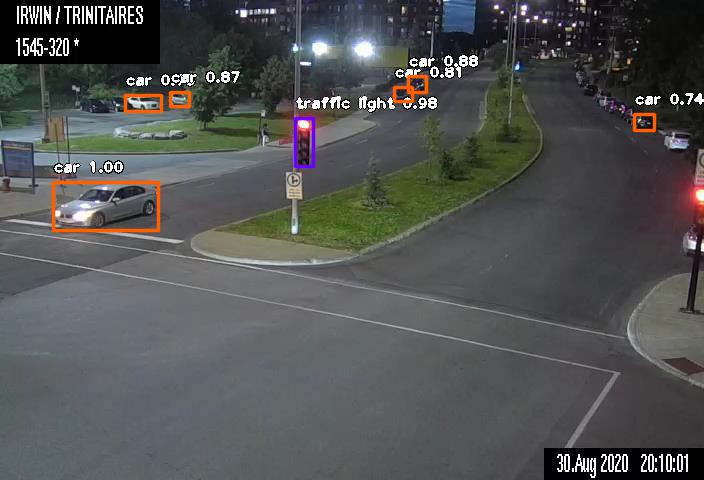 IRWIN / TRINITAIRES
1545-320 *
car 0.87
car 0.88
car 0.81
traffic light 0.98
car 0.74
car 1.00
30.Aug 2020 20:10:01